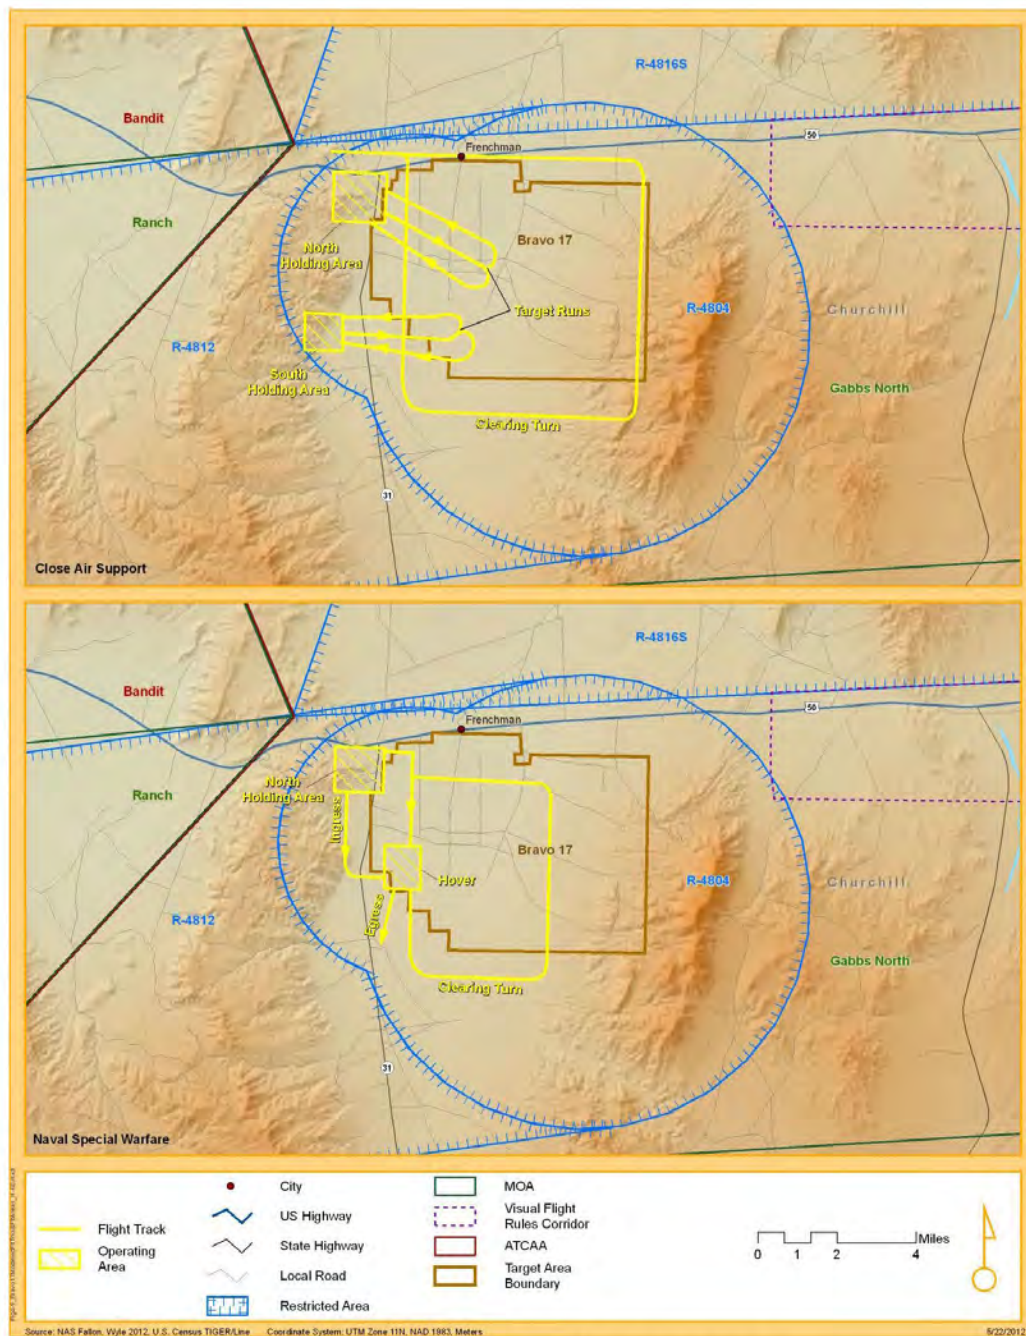 R-4816S
Bandit
50
Frenchman
Ranch
Bravo 17
North
Holding Area
Target Runs
R-4804
Churchill
R-4812
South
Holding Area
Gabbs North
Clearing Turn
31
Close Air Support
R-4816S
Bandit
50
Frenchman
North
Holding Area
Ranch
Ingress
Bravo 17
Hover
R-4804
Churchill
R-4812
Egress
Gabbs North
Clearing Turn
31
Naval Special Warfare
Flight Track
Operating
Area
City
US Highway
State Highway
Local Road
Restricted Area
MOA
Visual Flight
Rules Corridor
ATCAA
Target Area
Boundary
Miles
0 1 2 4
Source: NAS Fallon, Wyle 2012, U.S. Census TIGER/Line Coordinate System: UTM Zone 11N, NAD 1983, Meters
5/22/2012